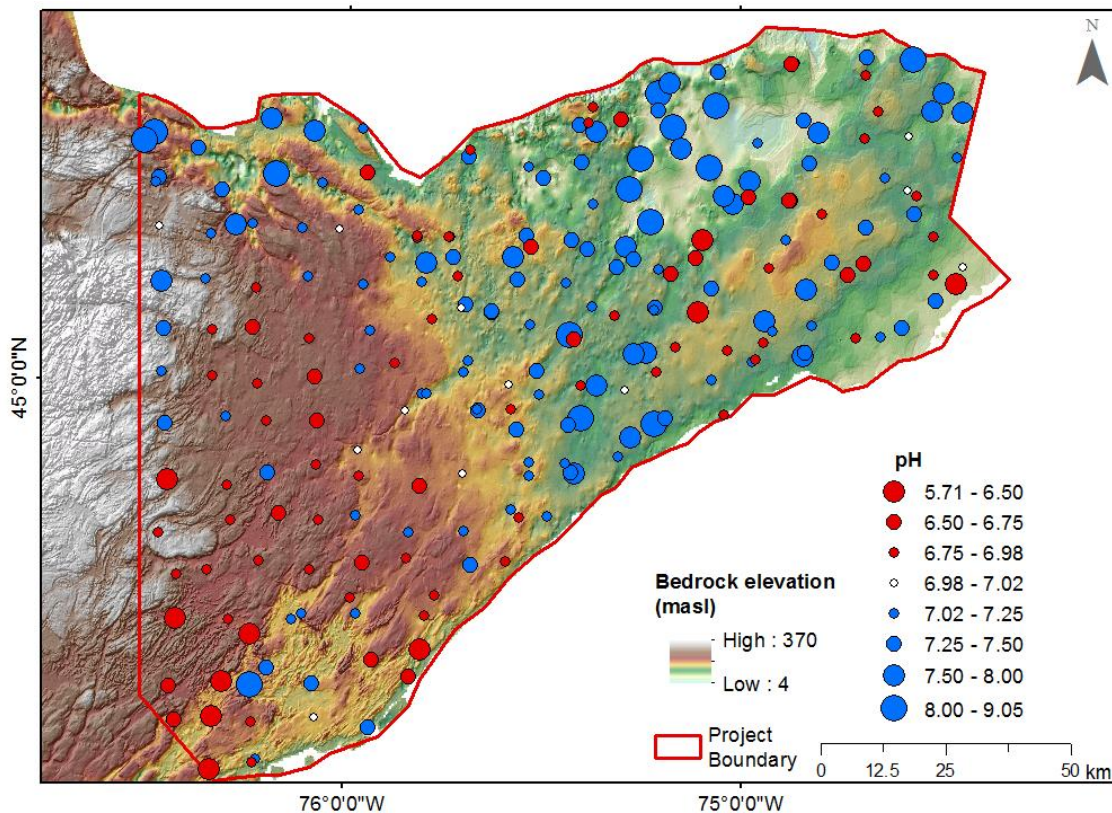 N
45°0'0"N
pH
5.71 - 6.50
6.50 - 6.75
6.75 - 6.98
6.98 - 7.02
7.02 - 7.25
7.25 - 7.50
7.50 - 8.00
8.00 - 9.05
Bedrock elevation
(masl)
High : 370
Low : 4
Project
Boundary
0 12.5 25 50
km
76°0'0"W 75°0'0"W